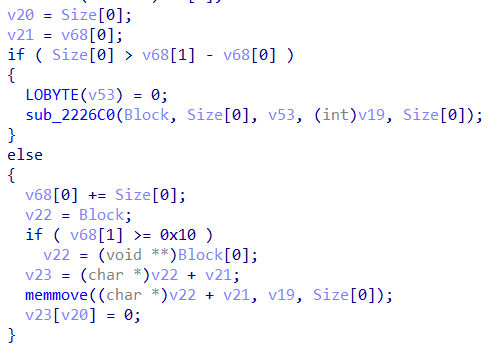 v20 = Size[0];
v21 = v68[0];
if ( Size[0] > v68[1] - v68[0] )
{
  LOBYTE(v53) = 0;
  sub_2226C0(Block, Size[0], v53, (int)v19, Size[0]);
}
else
{
  v68[0] += Size[0];
  v22 = Block;
  if ( v68[1] >= 0x10 )
    v22 = (void **)Block[0];
  v23 = (char *)v22 + v21;
  memmove((char *)v22 + v21, v19, Size[0]);
  v23[v20] = 0;
}